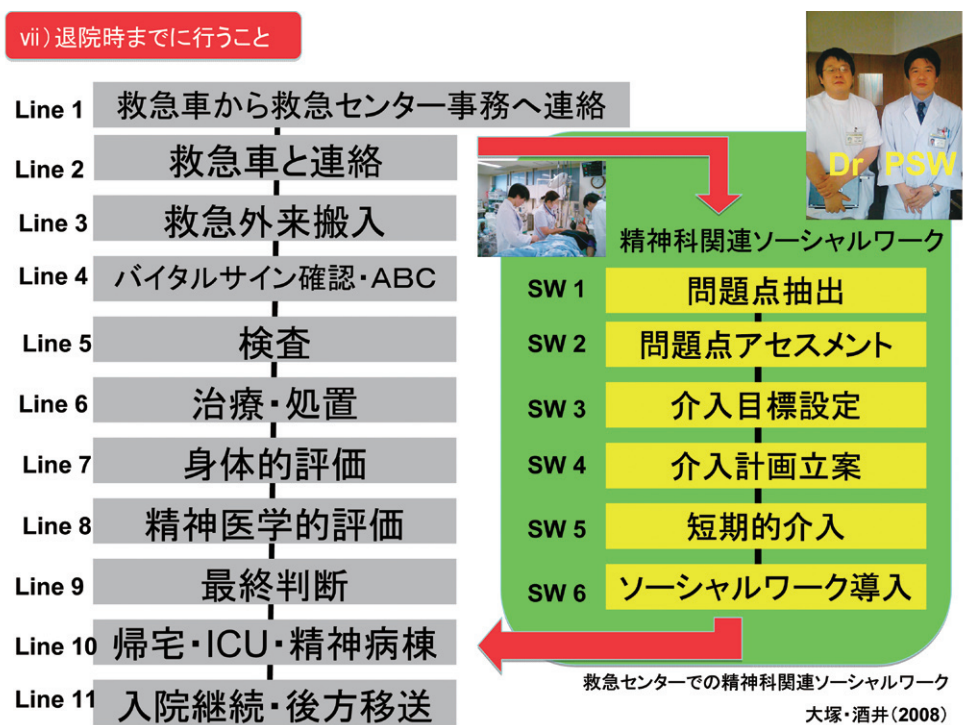 vii）退院時までに行うこと
Line 1 救急車から救急センター事務へ連絡
Line 2 救急車と連絡
Line 3 救急外来搬入
Line 4 バイタルサイン確認・ABC
Line 5 検査
Line 6 治療・処置
Line 7 身体的評価
Line 8 精神医学的評価
Line 9 最終判断
Line 10 帰宅・ICU・精神病棟
Line 11 入院継続・後方移送
Dr PSW
精神科関連ソーシャルワーク
SW 1 問題点抽出
SW 2 問題点アセスメント
SW 3 介入目標設定
SW 4 介入計画立案
SW 5 短期的介入
SW 6 ソーシャルワーク導入
救急センターでの精神科関連ソーシャルワーク
大塚・酒井（2008）